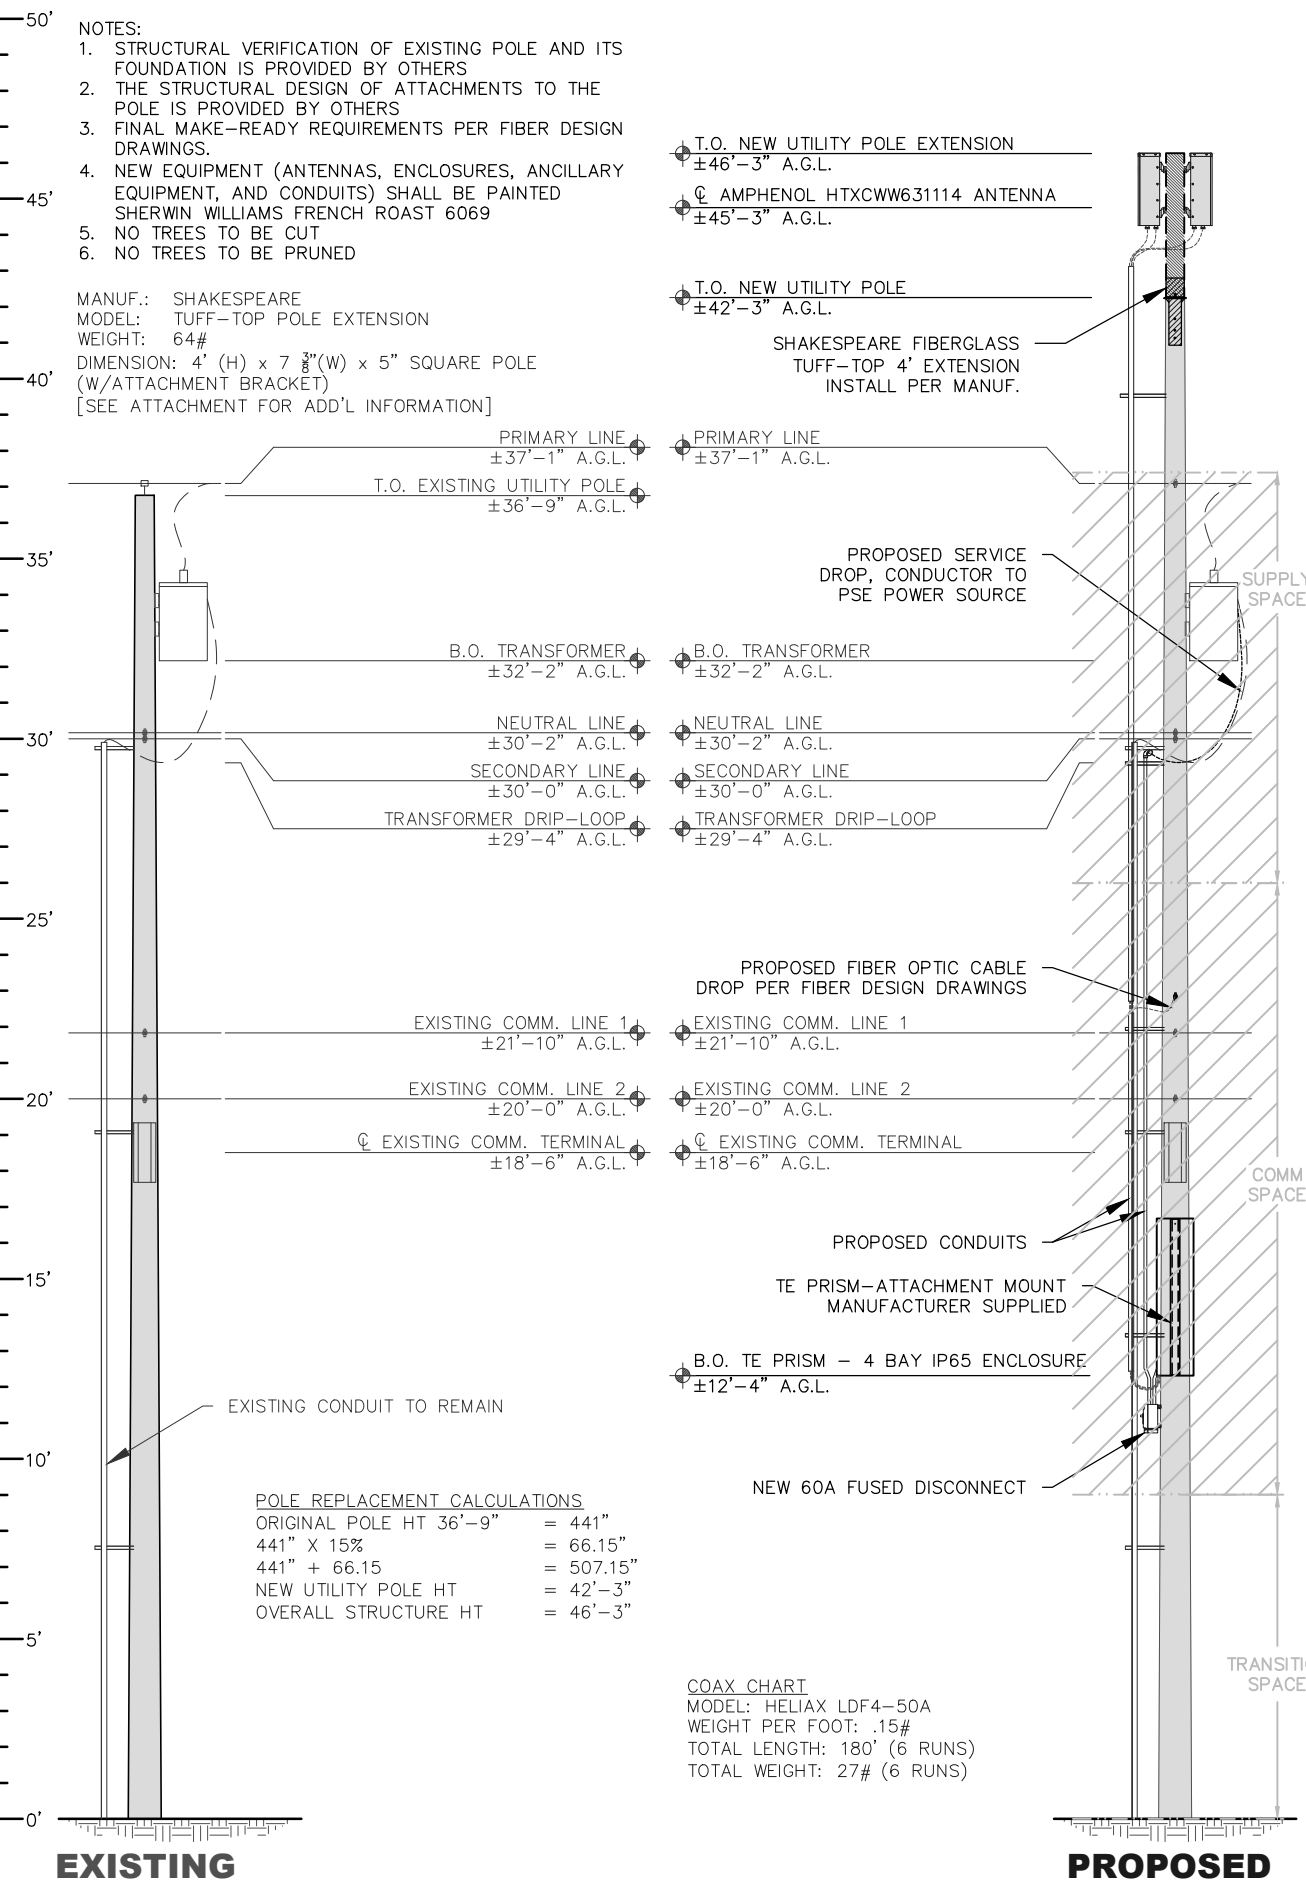 50'
45'
40'
35'
30'
25'
20'
15'
10'
5'
0'
NOTES:
1. STRUCTURAL VERIFICATION OF EXISTING POLE AND ITS
FOUNDATION IS PROVIDED BY OTHERS
2. THE STRUCTURAL DESIGN OF ATTACHMENTS TO THE
POLE IS PROVIDED BY OTHERS
3. FINAL MAKE-READY REQUIREMENTS PER FIBER DESIGN
DRAWINGS.
4. NEW EQUIPMENT (ANTENNAS, ENCLOSURES, ANCILLARY
EQUIPMENT, AND CONDUITS) SHALL BE PAINTED
SHERWIN WILLIAMS FRENCH ROAST 6069
5. NO TREES TO BE CUT
6. NO TREES TO BE PRUNED
MANUF.: SHAKESPEARE
MODEL: TUFF-TOP POLE EXTENSION
WEIGHT: 64#
DIMENSION: 4' (H) x 7 3/8"(W) x 5" SQUARE POLE
(W/ATTACHMENT BRACKET)
[SEE ATTACHMENT FOR ADD'L INFORMATION]
PRIMARY LINE
±37'-1" A.G.L.
T.O. EXISTING UTILITY POLE
±36'-9" A.G.L.
B.O. TRANSFORMER
±32'-2" A.G.L.
NEUTRAL LINE
±30'-2" A.G.L.
SECONDARY LINE
±30'-0" A.G.L.
TRANSFORMER DRIP-LOOP
±29'-4" A.G.L.
EXISTING COMM. LINE 1
±21'-10" A.G.L.
EXISTING COMM. LINE 2
±20'-0" A.G.L.
℄ EXISTING COMM. TERMINAL
±18'-6" A.G.L.
EXISTING CONDUIT TO REMAIN
POLE REPLACEMENT CALCULATIONS
ORIGINAL POLE HT 36'-9" = 441"
441" X 15% = 66.15"
441" + 66.15 = 507.15"
NEW UTILITY POLE HT = 42'-3"
OVERALL STRUCTURE HT = 46'-3"
EXISTING
T.O. NEW UTILITY POLE EXTENSION
±46'-3" A.G.L.
℄ AMPHENOL HTXCWW631114 ANTENNA
±45'-3" A.G.L.
T.O. NEW UTILITY POLE
±42'-3" A.G.L.
SHAKESPEARE FIBERGLASS
TUFF-TOP 4' EXTENSION
INSTALL PER MANUF.
PRIMARY LINE
±37'-1" A.G.L.
PROPOSED SERVICE
DROP, CONDUCTOR TO
PSE POWER SOURCE
B.O. TRANSFORMER
±32'-2" A.G.L.
NEUTRAL LINE
±30'-2" A.G.L.
SECONDARY LINE
±30'-0" A.G.L.
TRANSFORMER DRIP-LOOP
±29'-4" A.G.L.
PROPOSED FIBER OPTIC CABLE
DROP PER FIBER DESIGN DRAWINGS
EXISTING COMM. LINE 1
±21'-10" A.G.L.
EXISTING COMM. LINE 2
±20'-0" A.G.L.
℄ EXISTING COMM. TERMINAL
±18'-6" A.G.L.
PROPOSED CONDUITS
TE PRISM-ATTACHMENT MOUNT
MANUFACTURER SUPPLIED
B.O. TE PRISM - 4 BAY IP65 ENCLOSURE
±12'-4" A.G.L.
NEW 60A FUSED DISCONNECT
COAX CHART
MODEL: HELIAX LDF4-50A
WEIGHT PER FOOT: .15#
TOTAL LENGTH: 180' (6 RUNS)
TOTAL WEIGHT: 27# (6 RUNS)
SUPPLY
SPACE
COMM
SPACE
SPACE
PROPOSED